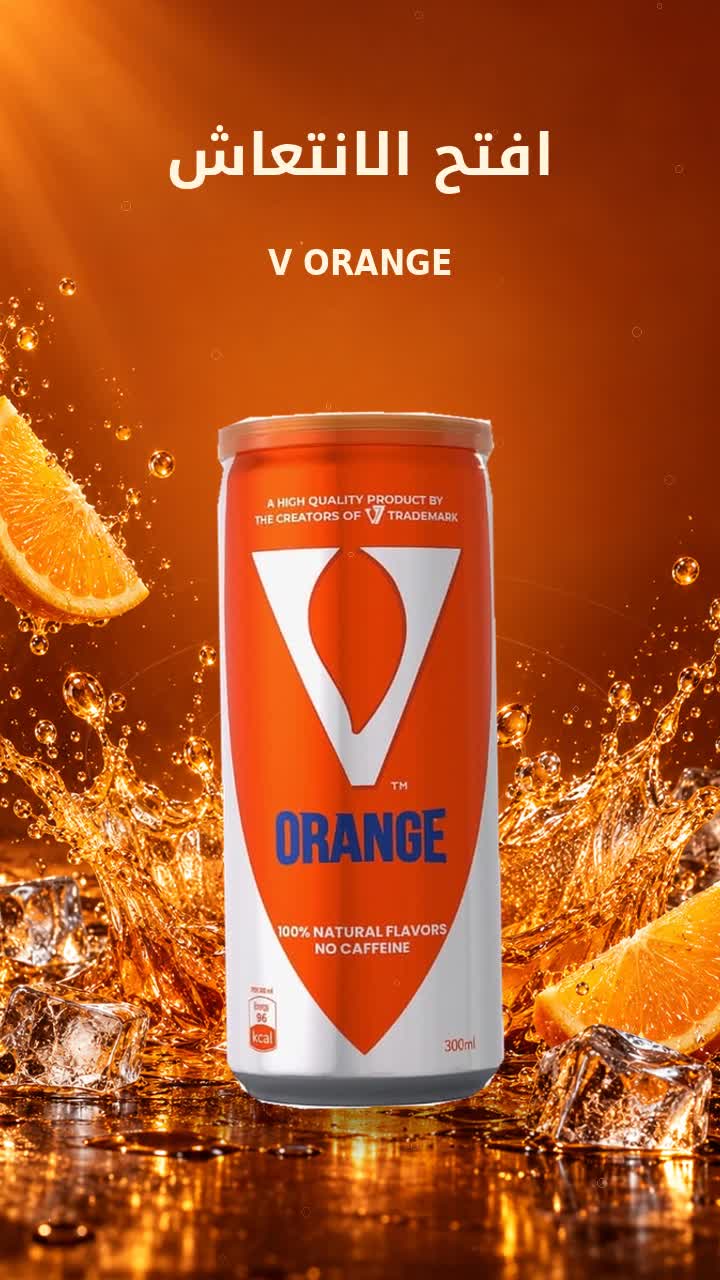 افتح الانتعاش
V ORANGE
A HIGH QUALITY PRODUCT BY
THE CREATORS OF V TRADEMARK
V
TM
ORANGE
100% NATURAL FLAVORS
NO CAFFEINE
Energy
96
kcal
300ml